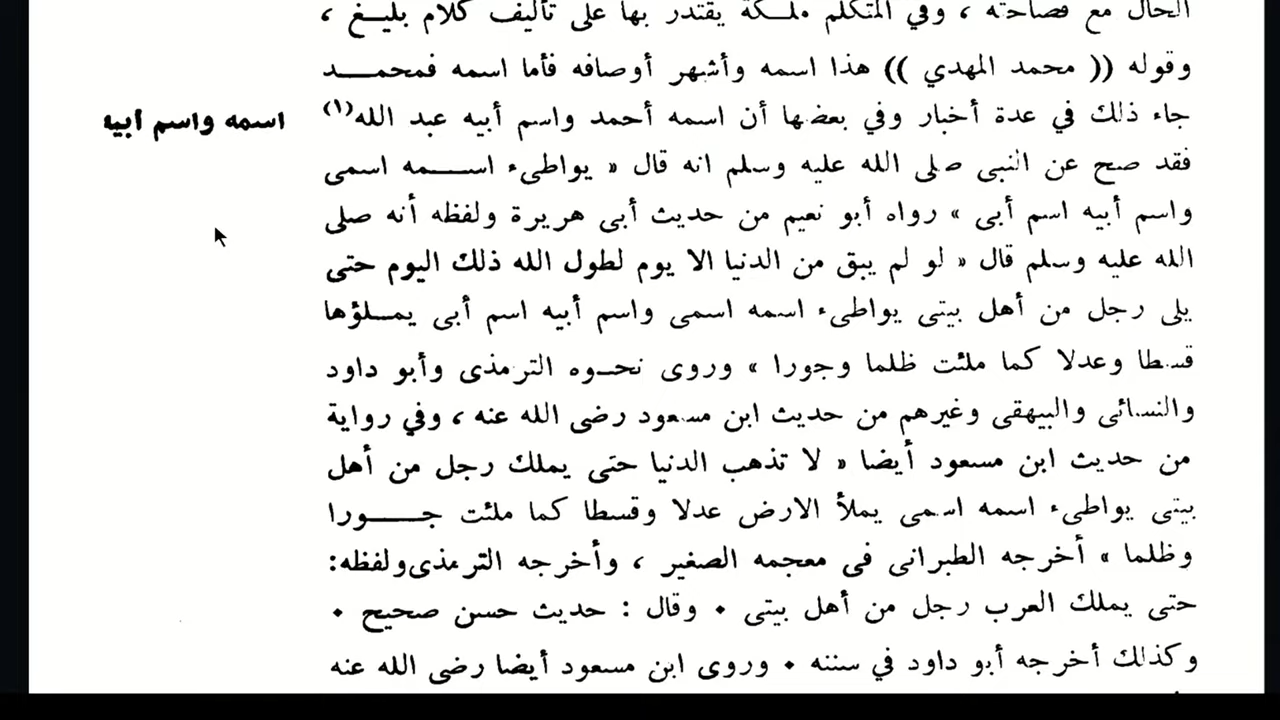 الحال مع فصاحته ، وفي المتكلم ملكة يقتدر بها على تأليف كلام بليغ ،
وقوله (( محمد المهدي )) هذا اسمه وأشهر أوصافه فأما اسمه فمحمد
جاء ذلك في عدة أخبار وفي بعضها أن اسمه أحمد واسم أبيه عبد الله(١)
اسمه واسم أبيه
فقد صح عن النبى صلى الله عليه وسلم انه قال « يواطىء اسمه اسمى
واسم أبيه اسم أبى » رواه أبو نعيم من حديث أبى هريرة ولفظه أنه صلى
الله عليه وسلم قال « لو لم يبق من الدنيا الا يوم لطول الله ذلك اليوم حتى
يلى رجل من أهل بيتى يواطىء اسمه اسمى واسم أبيه اسم أبى يملؤها
قسطا وعدلا كما ملئت ظلما وجورا » وروى نحوه الترمذى وأبو داود
والنسائى والبيهقى وغيرهم من حديث ابن مسعود رضى الله عنه ، وفي رواية
من حديث ابن مسعود أيضا « لا تذهب الدنيا حتى يملك رجل من أهل
بيتى يواطىء اسمه اسمى يملأ الارض عدلا وقسطا كما ملئت جورا
وظلما » أخرجه الطبرانى فى معجمه الصغير ، وأخرجه الترمذى ولفظه:
حتى يملك العرب رجل من أهل بيتى • وقال : حديث حسن صحيح •
وكذلك أخرجه أبو داود في سننه • وروى ابن مسعود أيضا رضى الله عنه